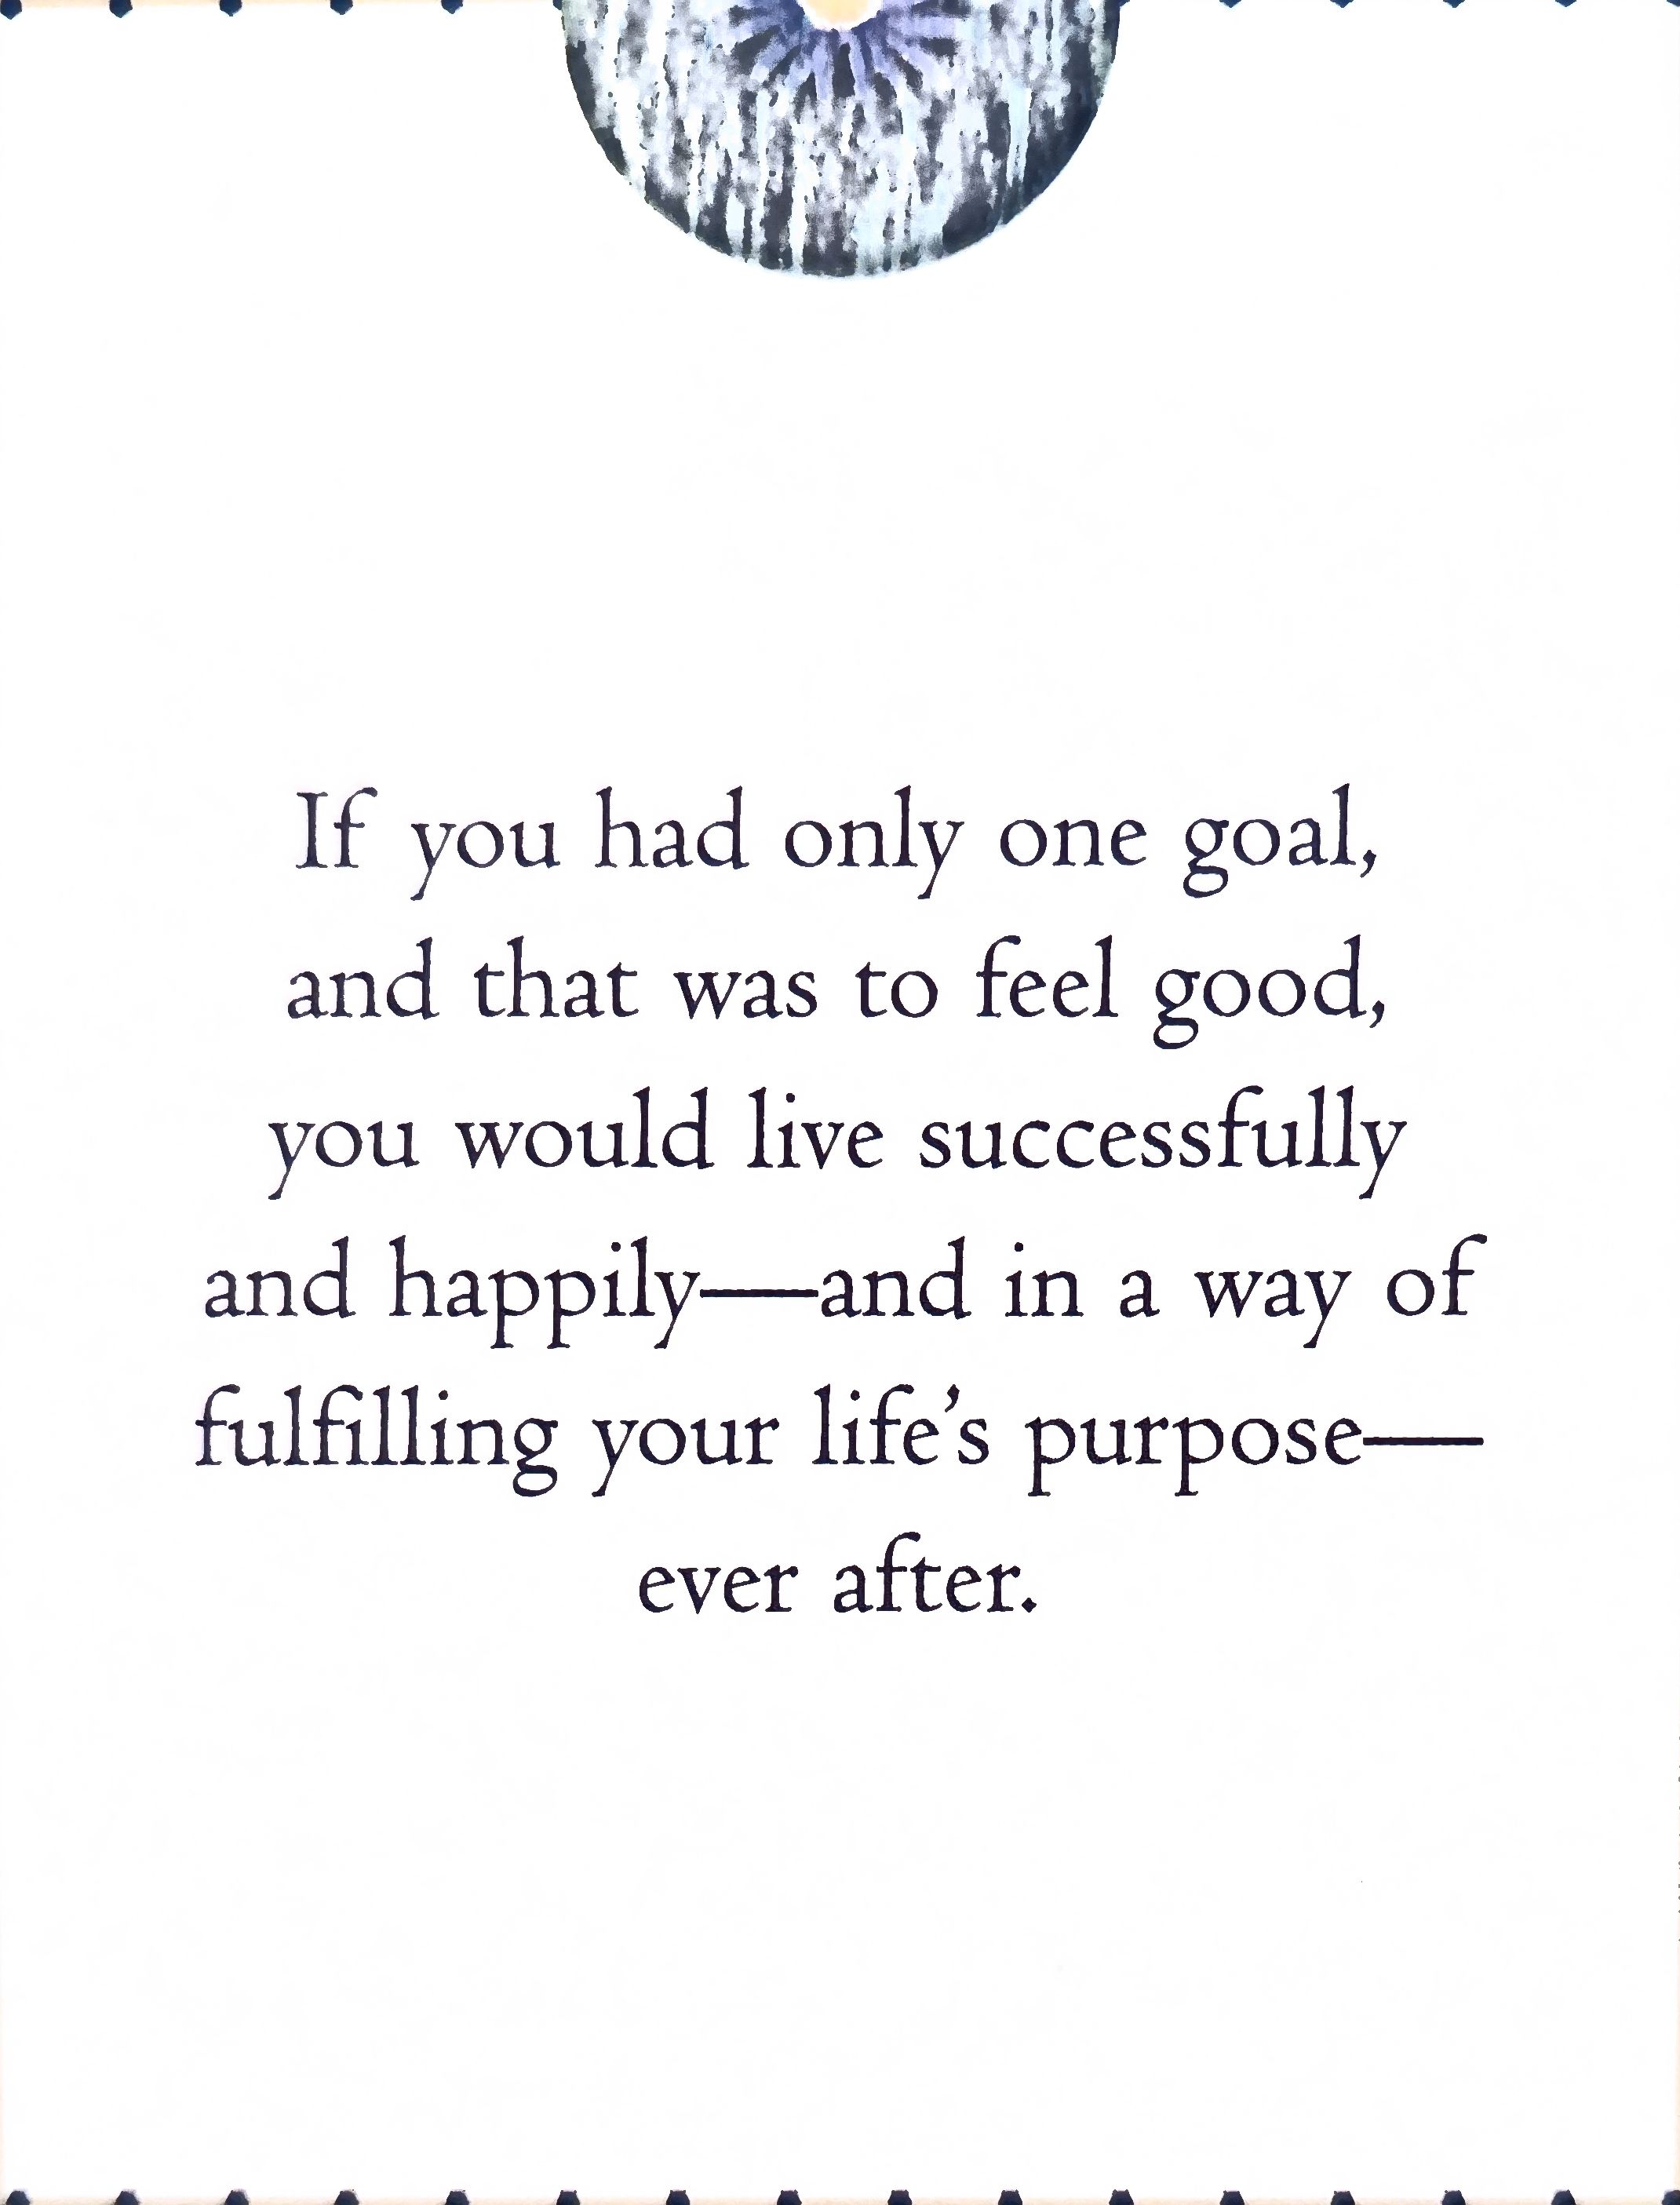 If you had only one goal,
and that was to feel good,
you would live successfully
and happily—and in a way of
fulfilling your life’s purpose—
ever after.